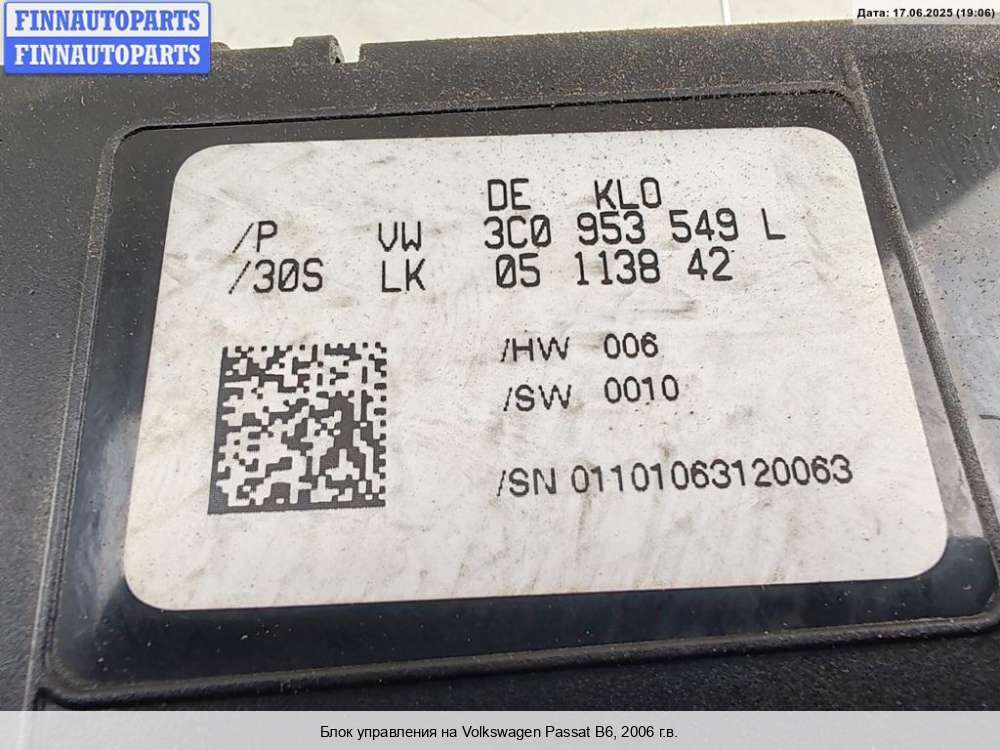 FINNAUTOPARTS
FINNAUTOPARTS
Дата: 17.06.2025 (19:06)
DE KLO
/P VW 3C0 953 549 L
/30S LK 05 1138 42
/HW 006
/SW 0010
/SN 01101063120063
Блок управления на Volkswagen Passat B6, 2006 г.в.